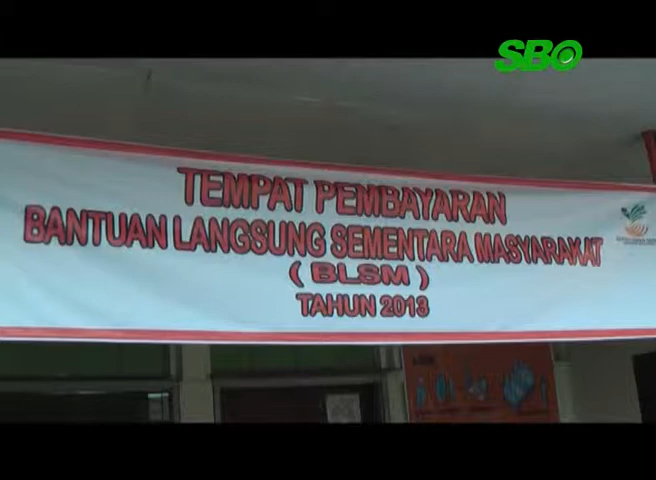 SBO
TEMPAT PEMBAYARAN
BANTUAN LANGSUNG SEMENTARA MASYARAKAT
( BLSM )
TAHUN 2013